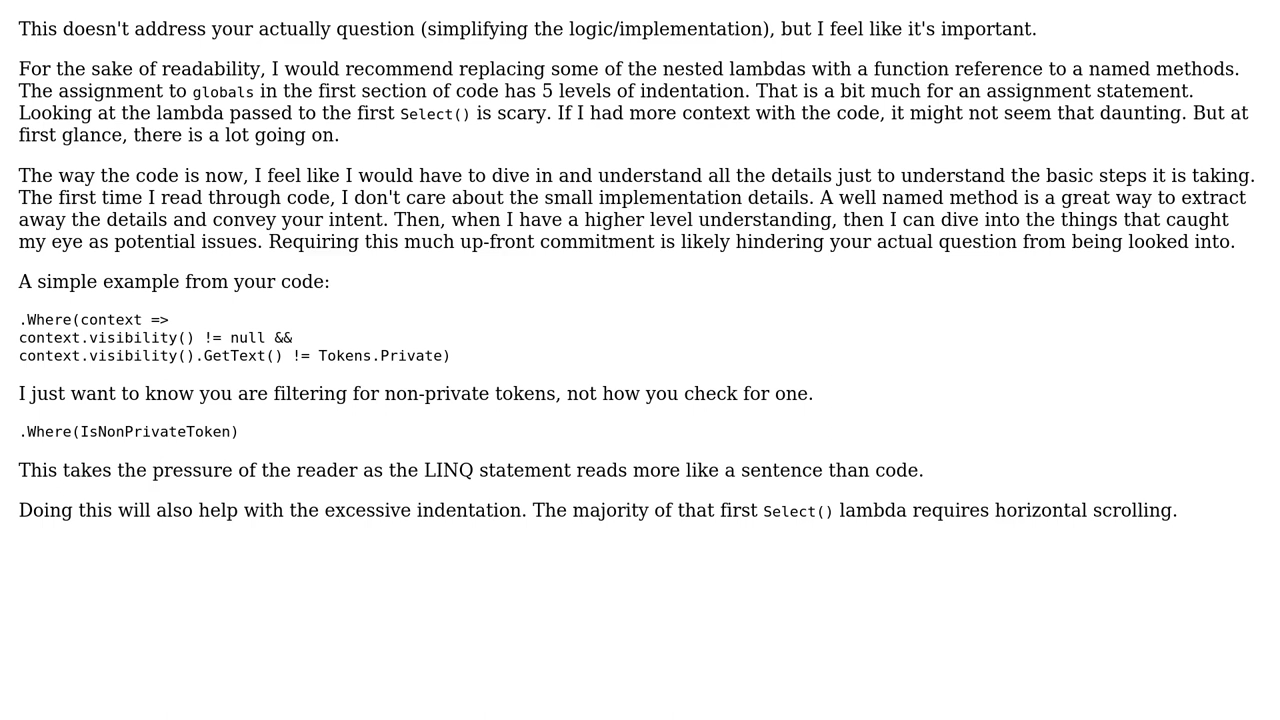 This doesn't address your actually question (simplifying the logic/implementation), but I feel like it's important.
For the sake of readability, I would recommend replacing some of the nested lambdas with a function reference to a named methods.
The assignment to globals in the first section of code has 5 levels of indentation. That is a bit much for an assignment statement.
Looking at the lambda passed to the first Select() is scary. If I had more context with the code, it might not seem that daunting. But at
first glance, there is a lot going on.
The way the code is now, I feel like I would have to dive in and understand all the details just to understand the basic steps it is taking.
The first time I read through code, I don't care about the small implementation details. A well named method is a great way to extract
away the details and convey your intent. Then, when I have a higher level understanding, then I can dive into the things that caught
my eye as potential issues. Requiring this much up-front commitment is likely hindering your actual question from being looked into.
A simple example from your code:
.Where(context =>
context.visibility() != null &&
context.visibility().GetText() != Tokens.Private)
I just want to know you are filtering for non-private tokens, not how you check for one.
.Where(IsNonPrivateToken)
This takes the pressure of the reader as the LINQ statement reads more like a sentence than code.
Doing this will also help with the excessive indentation. The majority of that first Select() lambda requires horizontal scrolling.